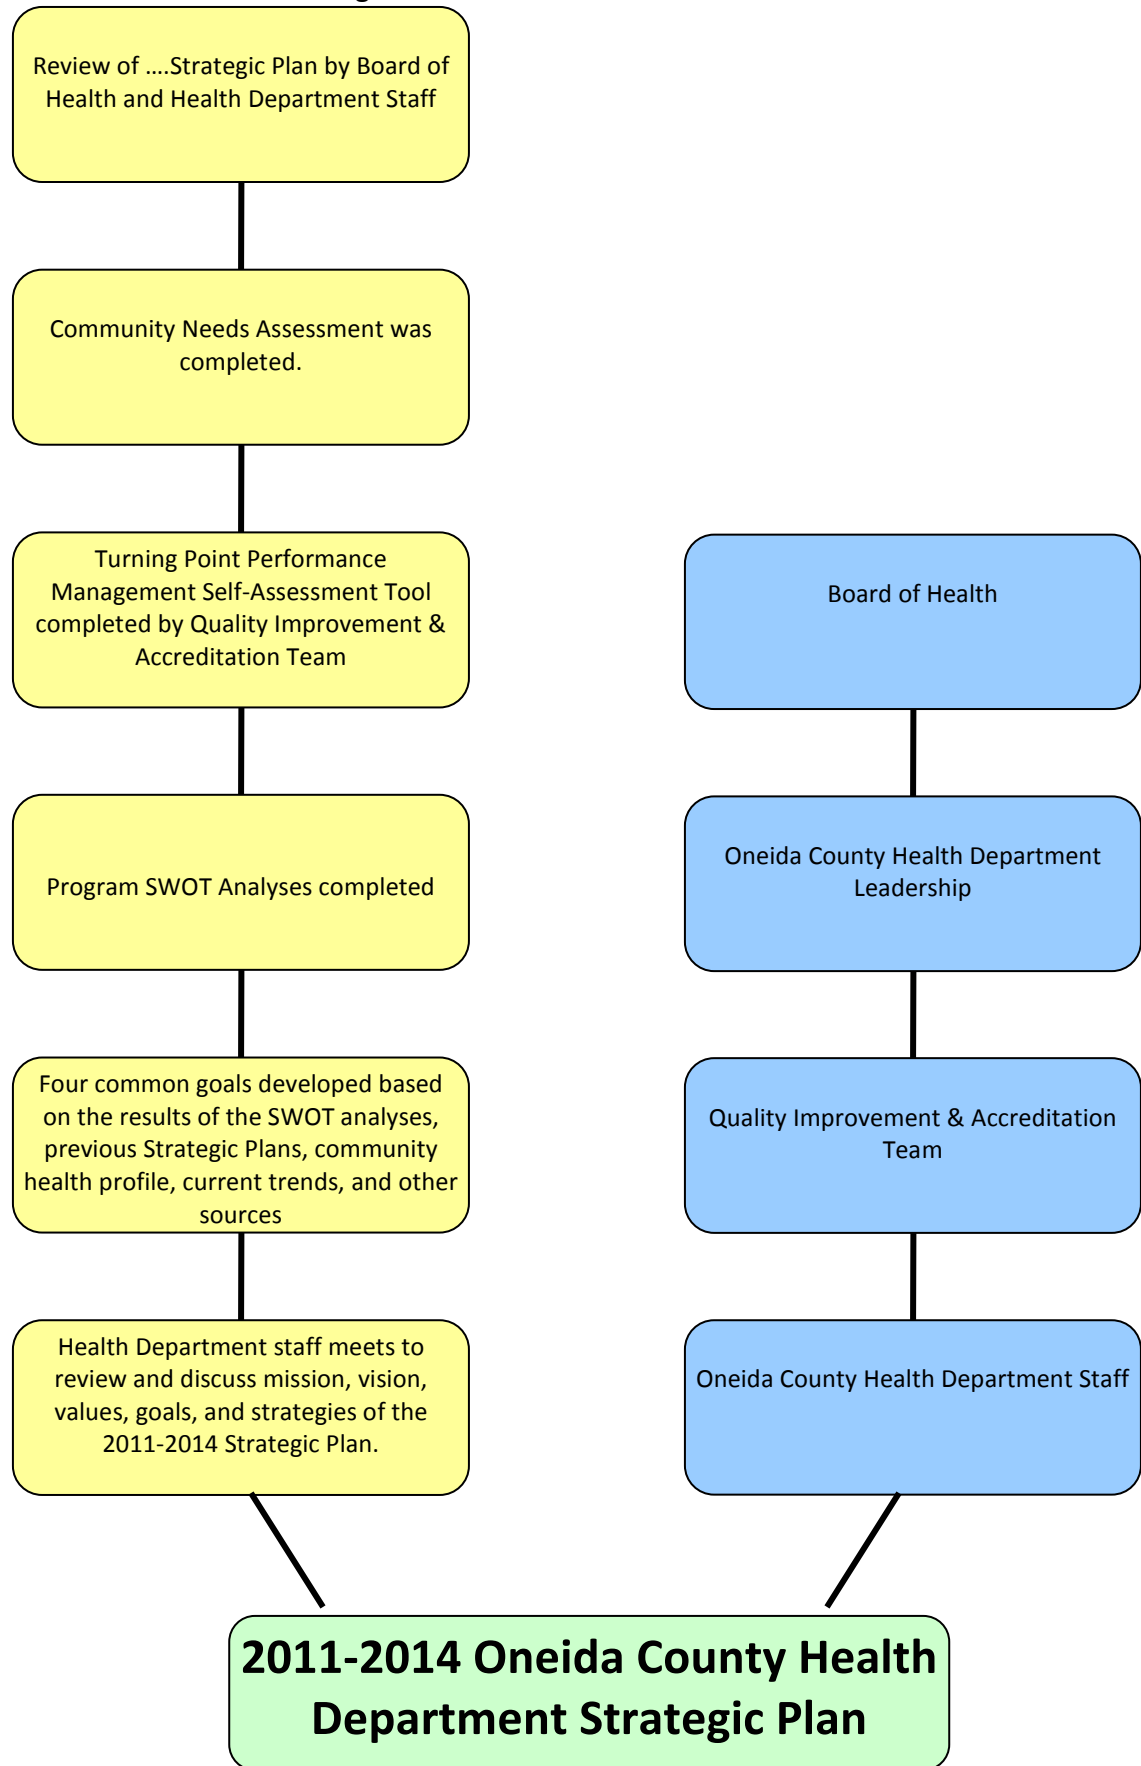 Review of ….Strategic Plan by Board of
Health and Health Department Staff
Community Needs Assessment was
completed.
Turning Point Performance
Management Self-Assessment Tool
completed by Quality Improvement &
Accreditation Team
Program SWOT Analyses completed
Four common goals developed based
on the results of the SWOT analyses,
previous Strategic Plans, community
health profile, current trends, and other
sources
Health Department staff meets to
review and discuss mission, vision,
values, goals, and strategies of the
2011-2014 Strategic Plan.
Board of Health
Oneida County Health Department
Leadership
Quality Improvement & Accreditation
Team
Oneida County Health Department Staff
2011-2014 Oneida County Health
Department Strategic Plan